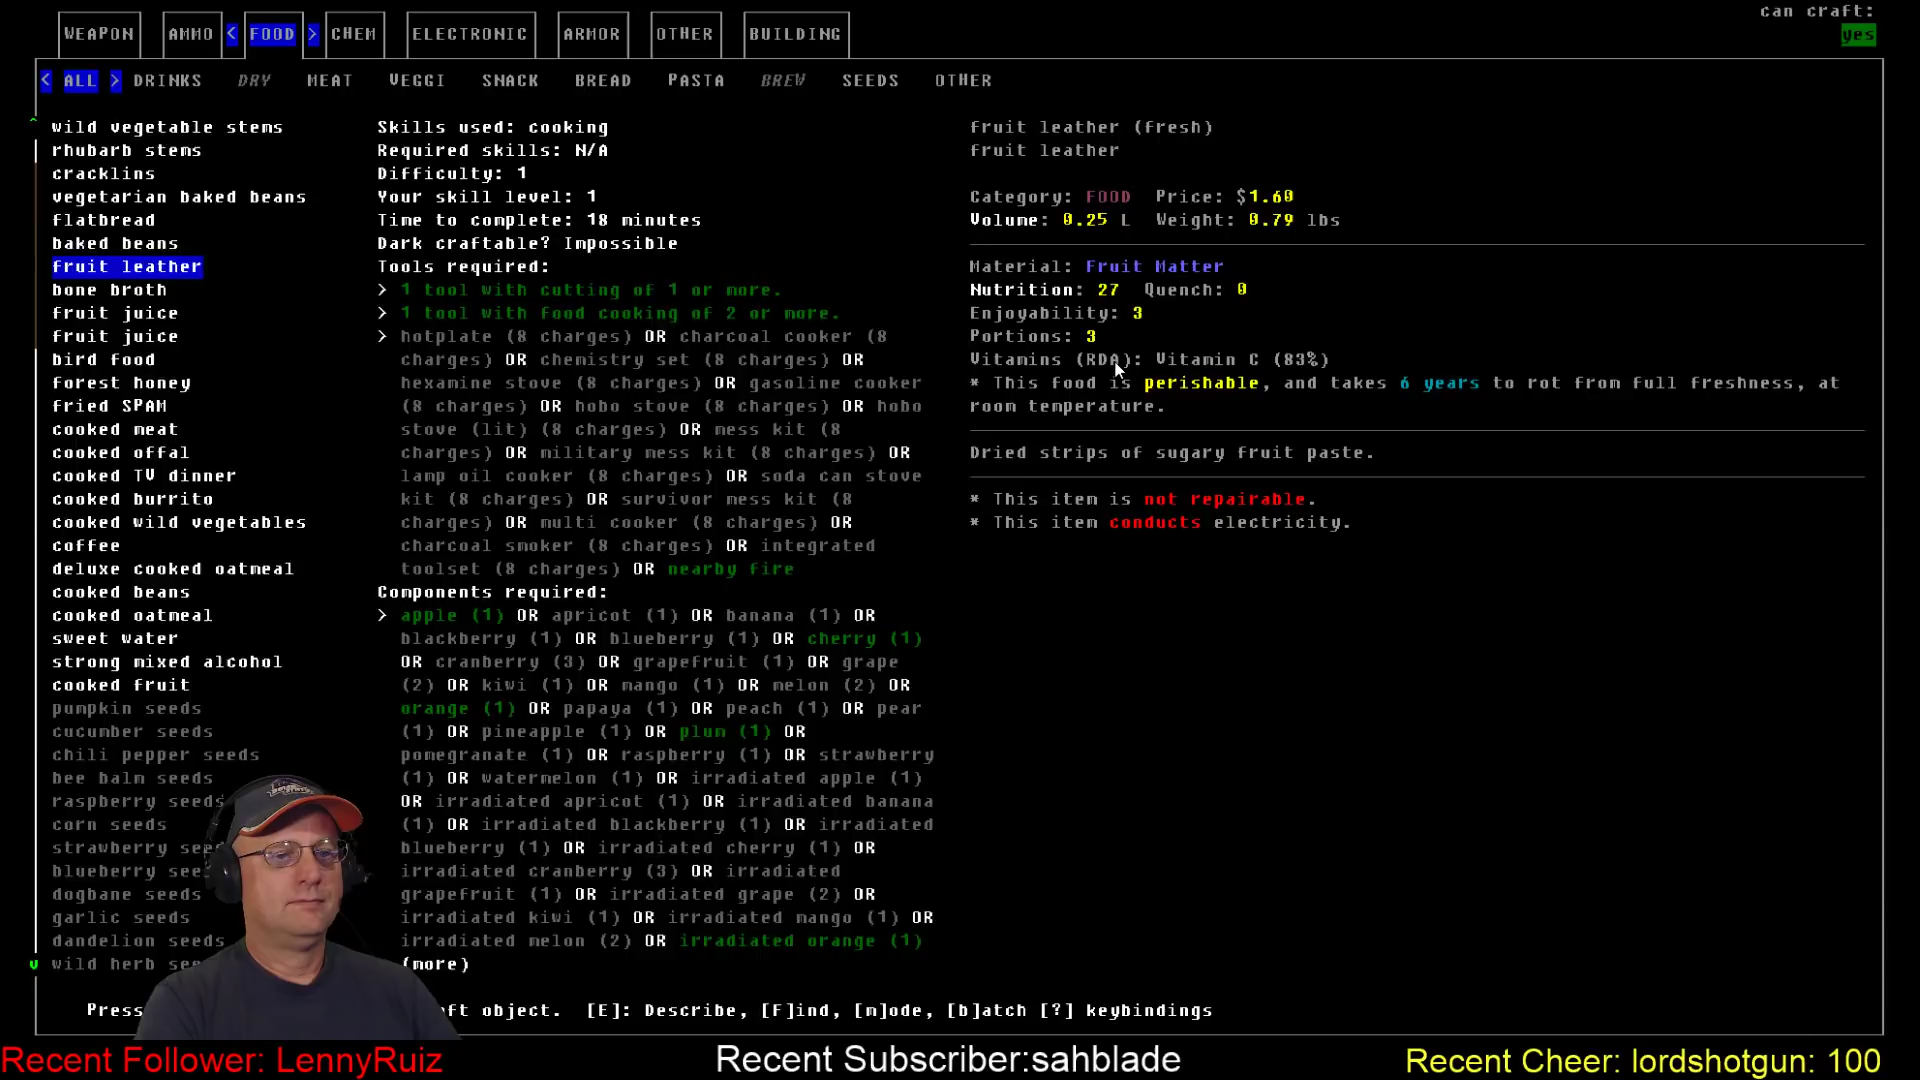 can craft:
WEAPON AMMO < FOOD > CHEM ELECTRONIC ARMOR OTHER BUILDING yes
< ALL > DRINKS DRY MEAT VEGGI SNACK BREAD PASTA BREW SEEDS OTHER
^
wild vegetable stems
rhubarb stems
cracklins
vegetarian baked beans
flatbread
baked beans
fruit leather
bone broth
fruit juice
fruit juice
bird food
forest honey
fried SPAM
cooked meat
cooked offal
cooked TV dinner
cooked burrito
cooked wild vegetables
coffee
deluxe cooked oatmeal
cooked beans
cooked oatmeal
sweet water
strong mixed alcohol
cooked fruit
pumpkin seeds
cucumber seeds
chili pepper seeds
bee balm seeds
raspberry seeds
corn seeds
strawberry
blueberry
dogbane seeds
garlic seeds
dandelion seeds
v wild herb
Skills used: cooking
Required skills: N/A
Difficulty: 1
Your skill level: 1
Time to complete: 18 minutes
Dark craftable? Impossible
Tools required:
> 1 tool with cutting of 1 or more.
> 1 tool with food cooking of 2 or more.
> hotplate (8 charges) OR charcoal cooker (8
charges) OR chemistry set (8 charges) OR
hexamine stove (8 charges) OR gasoline cooker
(8 charges) OR hobo stove (8 charges) OR hobo
stove (lit) (8 charges) OR mess kit (8
charges) OR military mess kit (8 charges) OR
lamp oil cooker (8 charges) OR soda can stove
kit (8 charges) OR survivor mess kit (8
charges) OR multi cooker (8 charges) OR
charcoal smoker (8 charges) OR integrated
toolset (8 charges) OR nearby fire
Components required:
> apple (1) OR apricot (1) OR banana (1) OR
blackberry (1) OR blueberry (1) OR cherry (1)
OR cranberry (3) OR grapefruit (1) OR grape
(2) OR kiwi (1) OR mango (1) OR melon (2) OR
orange (1) OR papaya (1) OR peach (1) OR pear
(1) OR pineapple (1) OR plum (1) OR
pomegranate (1) OR raspberry (1) OR strawberry
(1) OR watermelon (1) OR irradiated apple (1)
OR irradiated apricot (1) OR irradiated banana
(1) OR irradiated blackberry (1) OR irradiated
blueberry (1) OR irradiated cherry (1) OR
irradiated cranberry (3) OR irradiated
grapefruit (1) OR irradiated grape (2) OR
irradiated kiwi (1) OR irradiated mango (1) OR
irradiated melon (2) OR irradiated orange (1)
(more)
fruit leather (fresh)
fruit leather
Category: FOOD Price: $1.60
Volume: 0.25 L Weight: 0.79 lbs
Material: Fruit Matter
Nutrition: 27 Quench: 0
Enjoyability: 3
Portions: 3
Vitamins (RDA): Vitamin C (83%)
* This food is perishable, and takes 6 years to rot from full freshness, at
room temperature.
Dried strips of sugary fruit paste.
* This item is not repairable.
* This item conducts electricity.
Press object. [E]: Describe, [F]ind, [m]ode, [b]atch [?] keybindings
Recent Follower: LennyRuiz Recent Subscriber:sahblade Recent Cheer: lordshotgun: 100